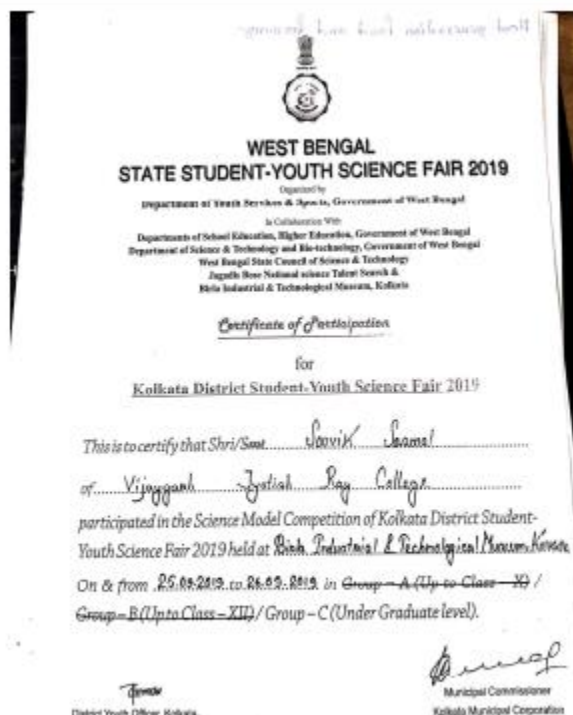 WEST BENGAL
STATE STUDENT-YOUTH SCIENCE FAIR 2019
Organized by
Department of Youth Services & Sports, Government of West Bengal
In Collaboration With
Departments of School Education, Higher Education, Government of West Bengal
Department of Science & Technology and Bio-technology, Government of West Bengal
West Bengal State Council of Science & Technology
Jagadis Bose National science Talent Search &
Birla Industrial & Technological Museum, Kolkata
Certificate of Participation
for
Kolkata District Student-Youth Science Fair 2019
This is to certify that Shri/Smt Souvik Samal
of Vijaygarh Jyotish Ray College
participated in the Science Model Competition of Kolkata District Student-
Youth Science Fair 2019 held at Birla Industrial & Technological Museum,
On & from 25.09.2019 to 26.09.2019 in Group – A (Up to Class – X) /
Group – B (Upto Class – XII) / Group – C (Under Graduate level).
District Youth Officer, Kolkata
Municipal Commissioner
Kolkata Municipal Corporation